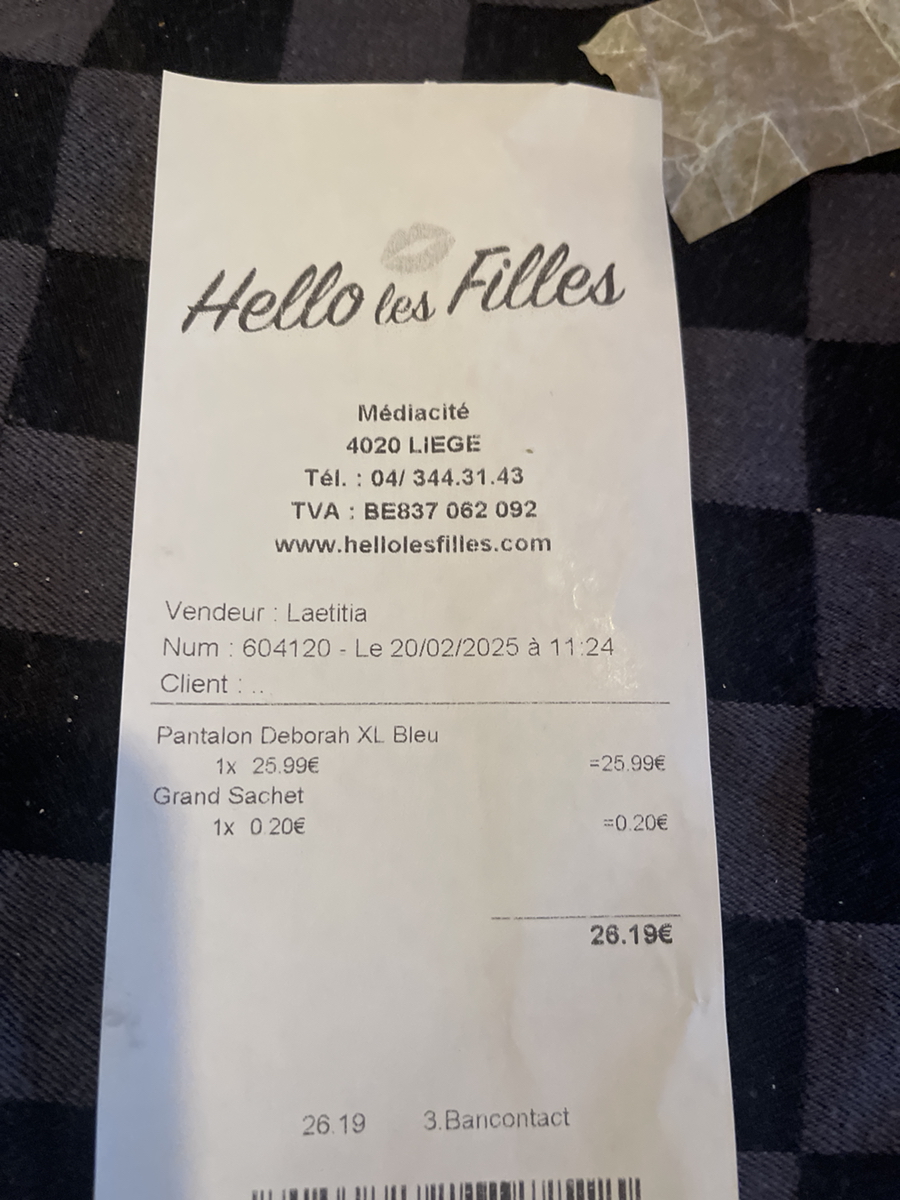 Hello les Filles
Médiacité
4020 LIEGE
Tél. : 04/ 344.31.43
TVA : BE837 062 092
www.hellolesfilles.com
Vendeur : Laetitia
Num : 604120 - Le 20/02/2025 à 11:24
Client : ..
Pantalon Deborah XL Bleu
1x 25.99€ =25.99€
Grand Sachet
1x 0.20€ =0.20€
26.19€
26.19 3.Bancontact